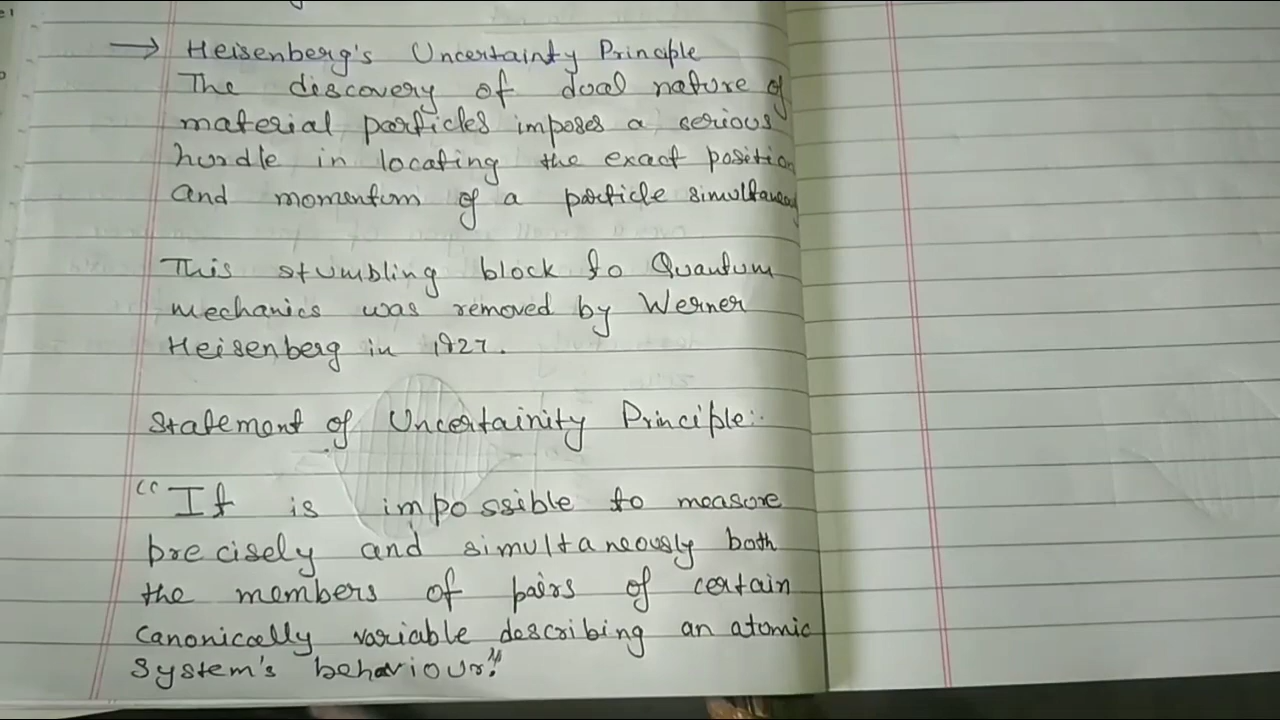 → Heisenberg's Uncertainty Principle
The discovery of dual nature of
material particles imposes a serious
hurdle in locating the exact position
and momentum of a particle simultaneously
This stumbling block to Quantum
mechanics was removed by Werner
Heisenberg in 1927.
Statement of Uncertainity Principle:-
"It is impossible to measure
precisely and simultaneously both
the members of pairs of certain
canonically variable describing an atomic
system's behaviour."